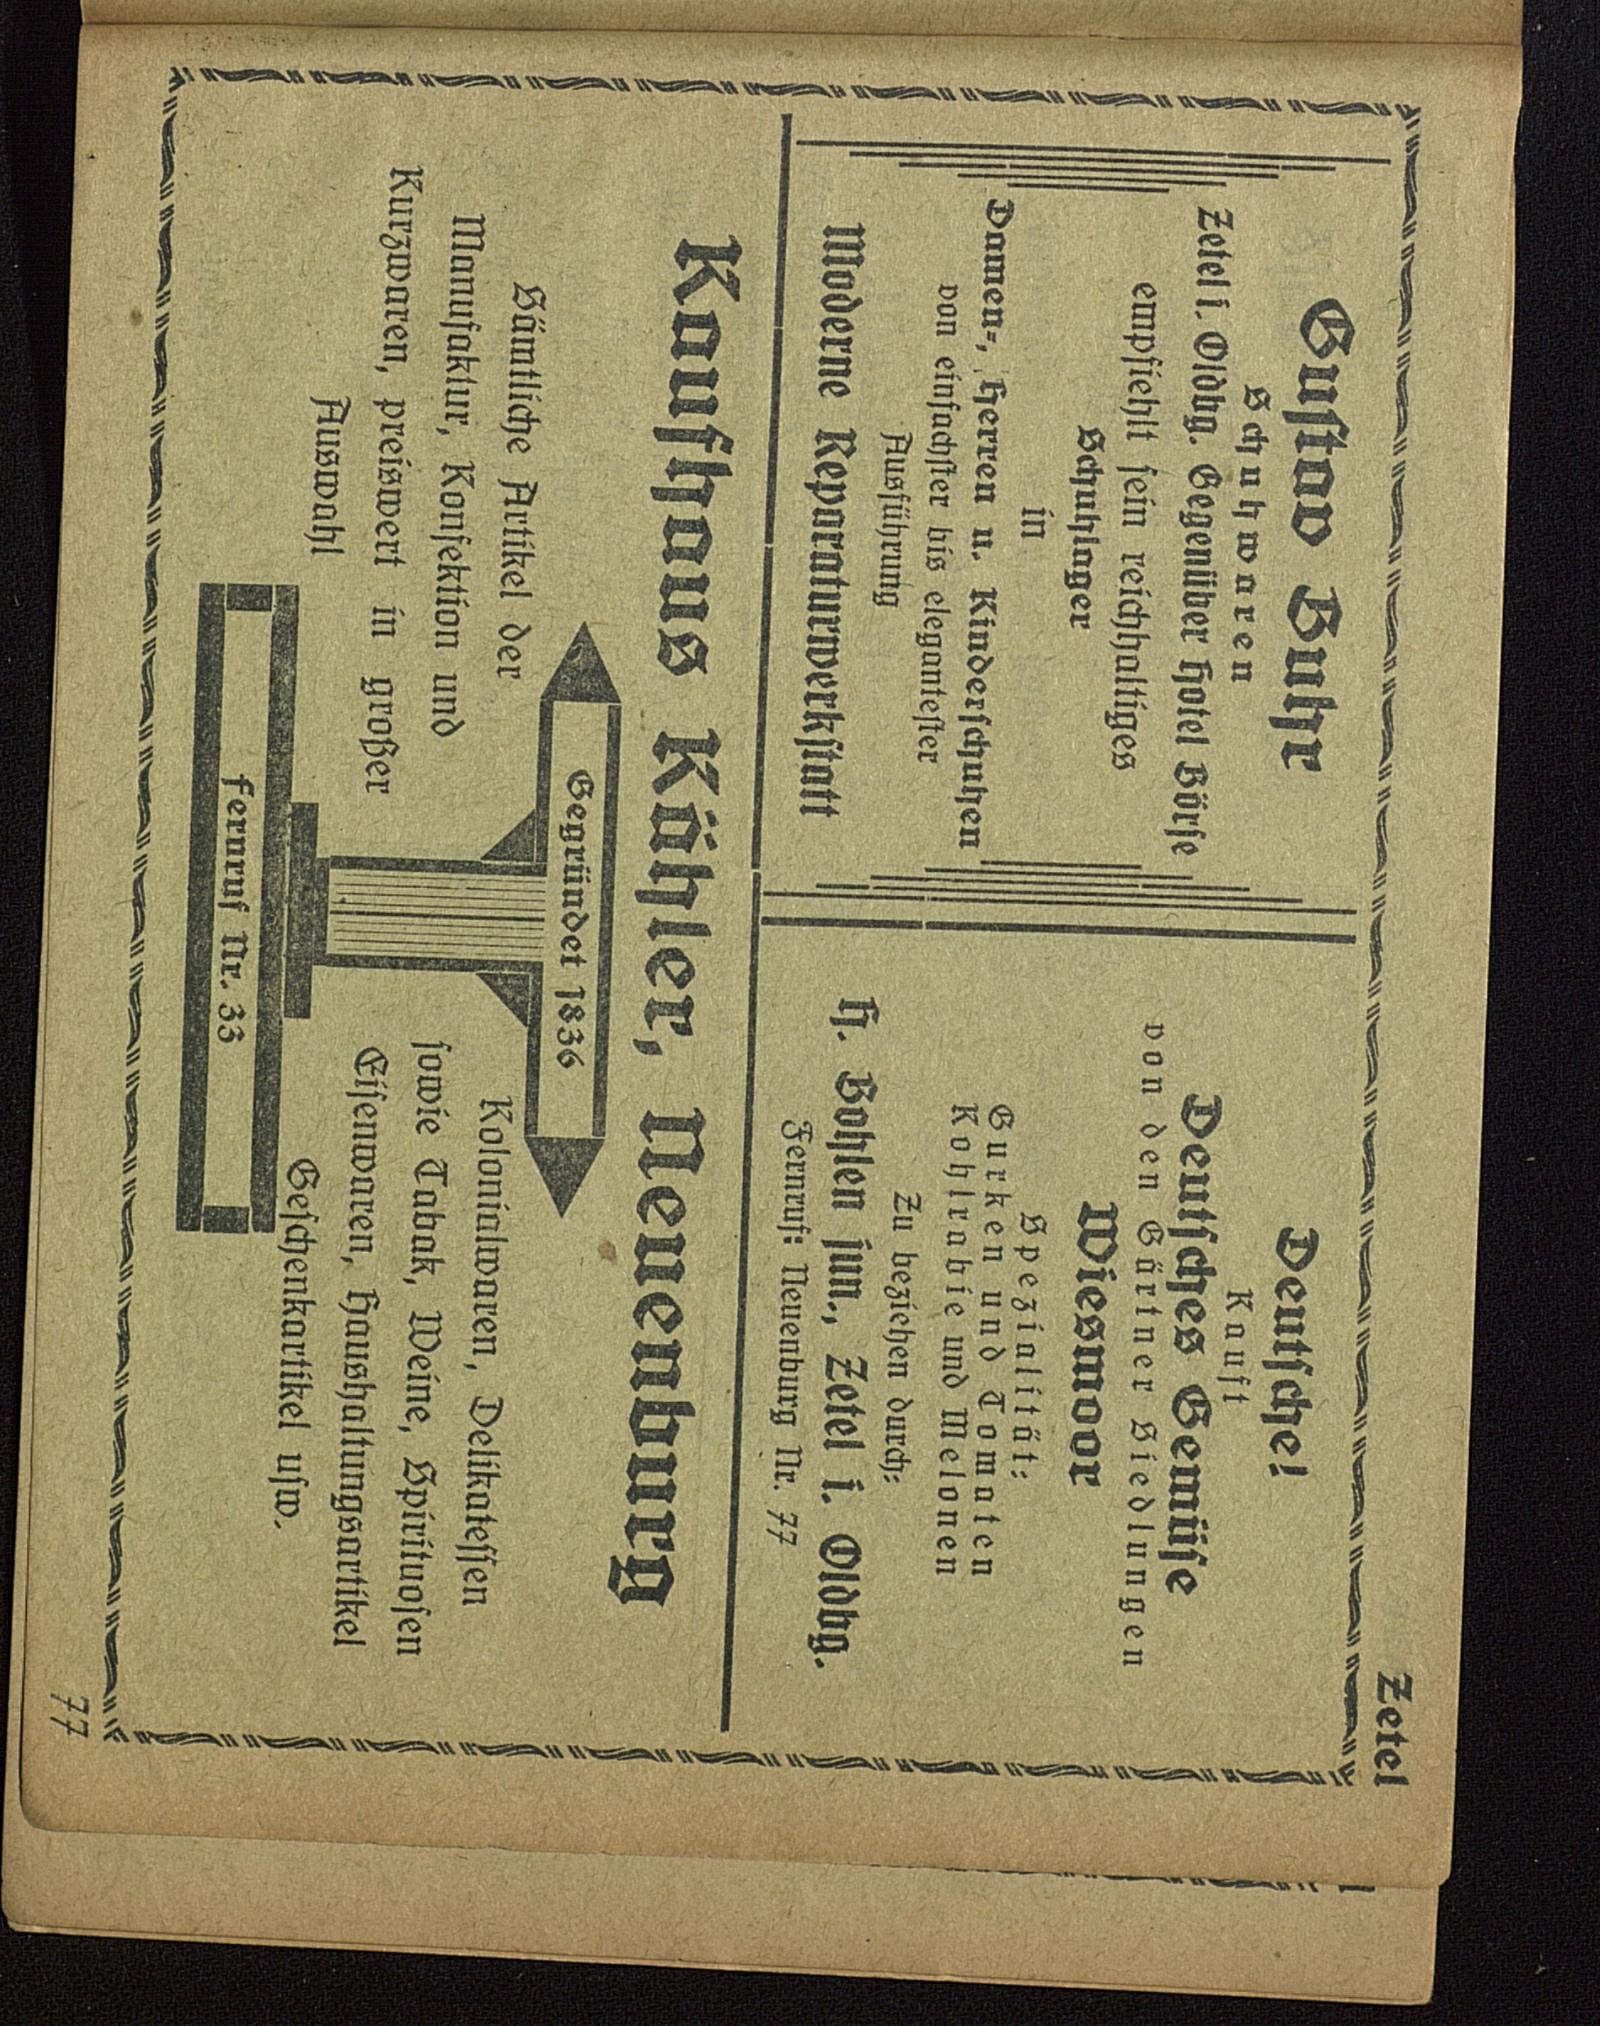 Zetel
Gustav Buhr
Schuhwaren
Zetel i. Oldbg. Gegenüber Hotel Börse
empfiehlt sein reichhaltiges
Schuhlager
in
Damen-, Herren u. Kinderschuhen
von einfachster bis elegantester
Ausführung
Moderne Reparaturwerkstatt
Deutsche!
Kauft
Deutsches Gemüse
von den Gärtner Siedlungen
Wiesmoor
Spezialität:
Gurken und Tomaten
Kohlrabie und Melonen
Zu beziehen durch:
H. Bohlen jun., Zetel i. Oldbg.
Fernruf: Neuenburg Nr. 77
Kaufhaus Köhler, Neuenburg
Gegründet 1836
Sämtliche Artikel der
Manufaktur, Konfektion und
Kurzwaren, preiswert in großer
Auswahl
Kolonialwaren, Delikatessen
sowie Tabak, Weine, Spirituosen
Eisenwaren, Haushaltungsartikel
Geschenkartikel usw.
Fernruf Nr. 33
77